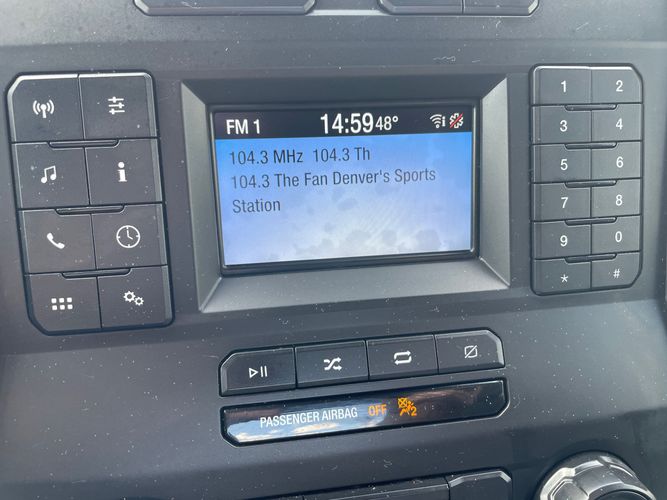 FM 1 14:59 48°
104.3 MHz 104.3 Th
104.3 The Fan Denver's Sports
Station
1 2
3 4
5 6
7 8
9 0
* #
i
PASSENGER AIRBAG OFF 2